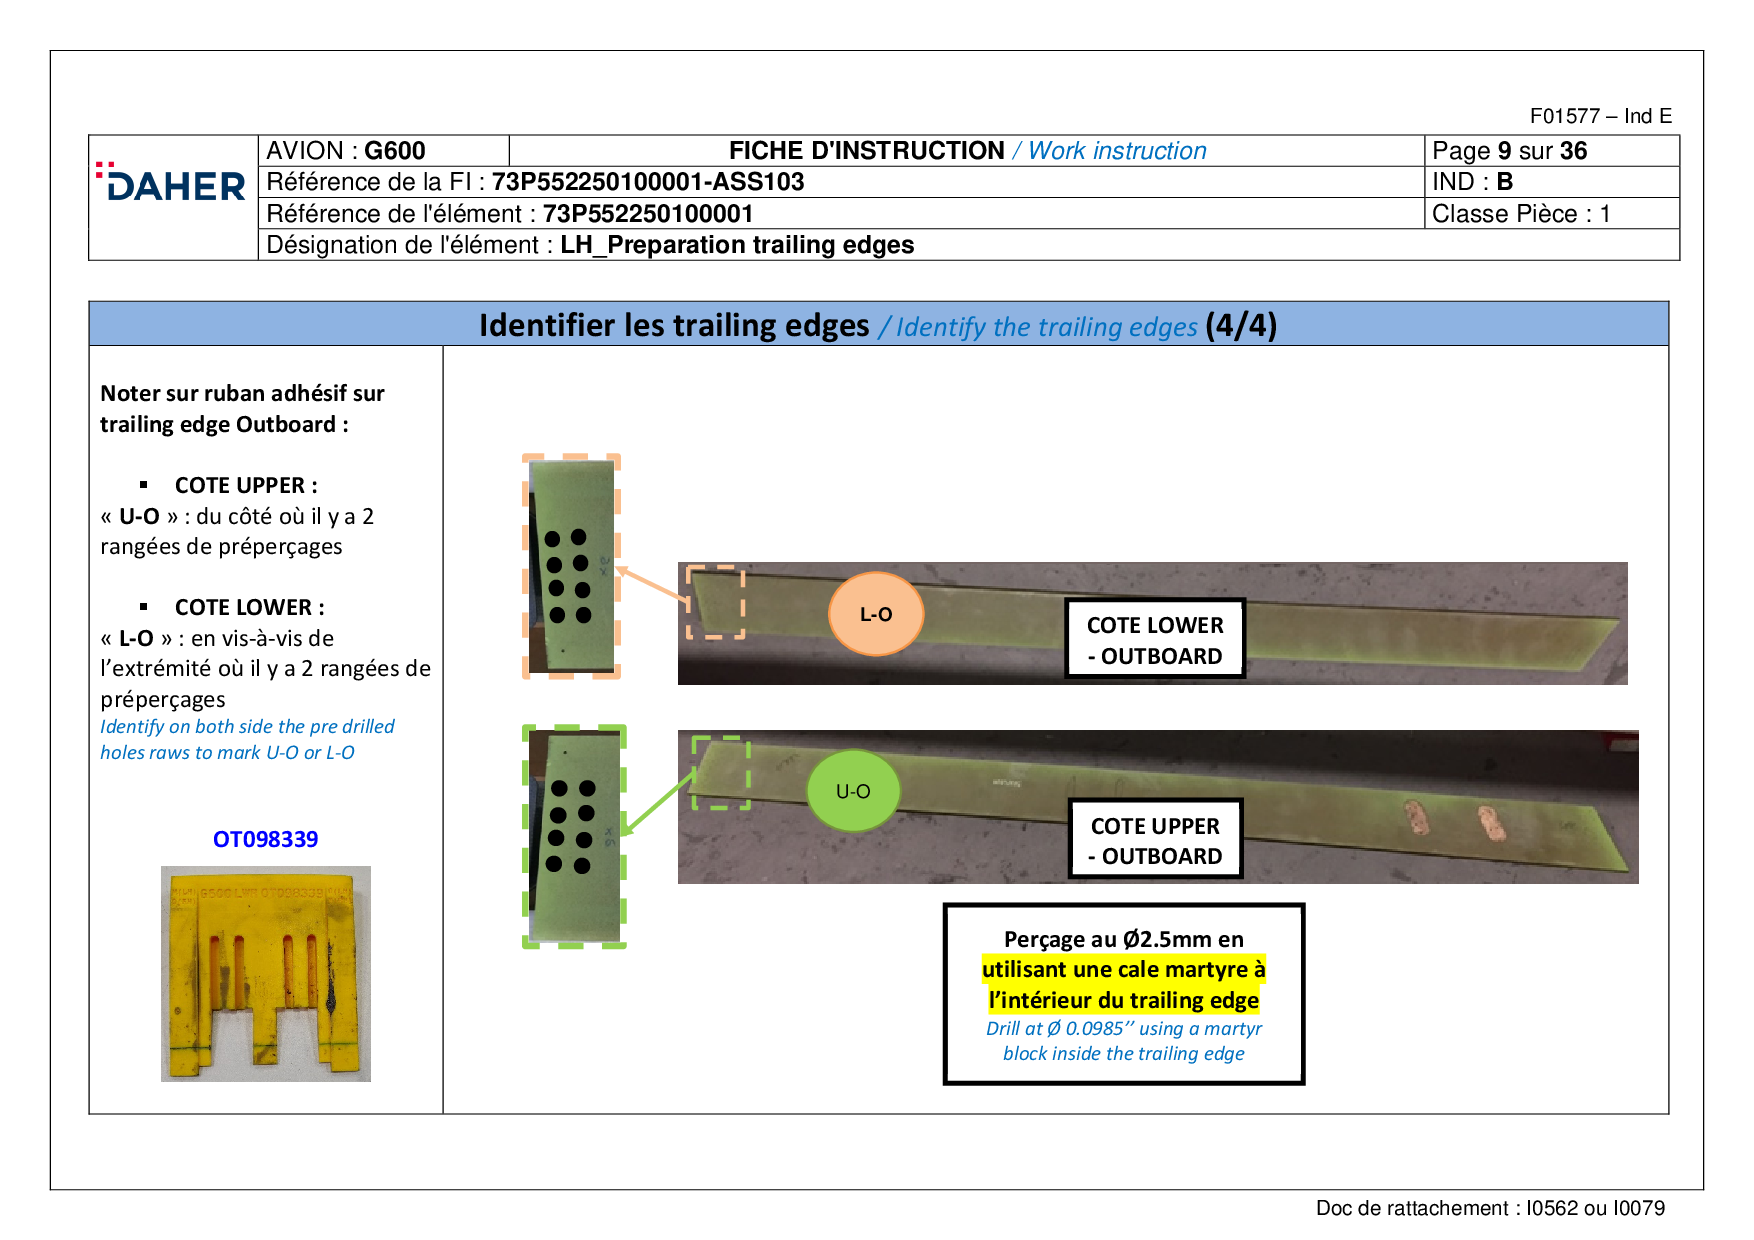 F01577 – Ind E
DAHER
AVION : G600
FICHE D'INSTRUCTION / Work instruction
Page 9 sur 36
Référence de la FI : 73P552250100001-ASS103
IND : B
Référence de l'élément : 73P552250100001
Classe Pièce : 1
Désignation de l'élément : LH_Preparation trailing edges
Identifier les trailing edges / Identify the trailing edges (4/4)
Noter sur ruban adhésif sur
trailing edge Outboard :
▪ COTE UPPER :
« U-O » : du côté où il y a 2
rangées de préperçages
▪ COTE LOWER :
« L-O » : en vis-à-vis de
l’extrémité où il y a 2 rangées de
préperçages
Identify on both side the pre drilled
holes raws to mark U-O or L-O
OT098339
L-O
COTE LOWER
- OUTBOARD
U-O
COTE UPPER
- OUTBOARD
Perçage au Ø2.5mm en
utilisant une cale martyre à
l’intérieur du trailing edge
Drill at Ø 0.0985’’ using a martyr
block inside the trailing edge
Doc de rattachement : I0562 ou I0079